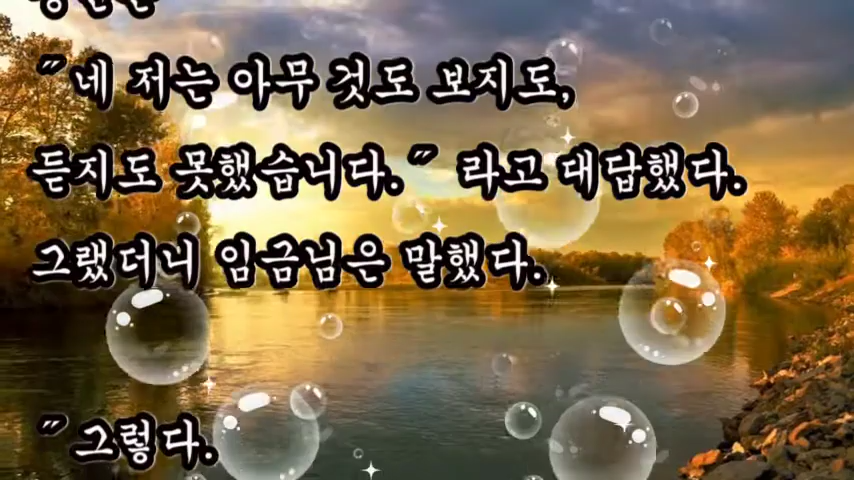 "네 저는 아무 것도 보지도,
듣지도 못했습니다." 라고 대답했다.
그랬더니 임금님은 말했다.
"그렇다.